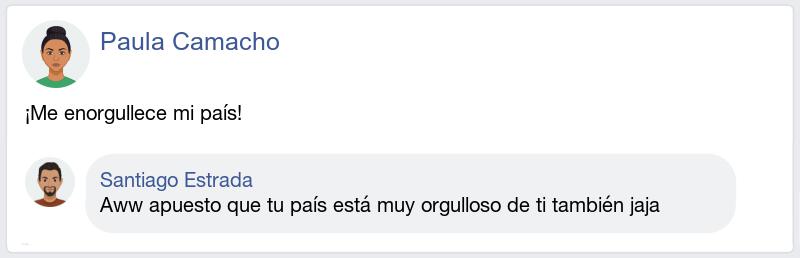 Paula Camacho
¡Me enorgullece mi país!
Santiago Estrada
Aww apuesto que tu país está muy orgulloso de ti también jaja